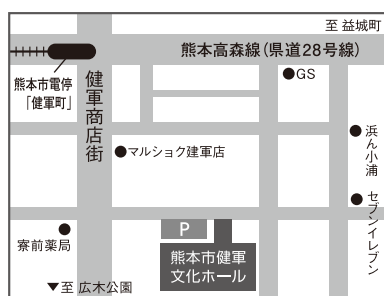 至 益城町
熊本高森線（県道28号線）
GS
熊本市電停
「健軍町」
健軍商店街
マルショク建軍店
浜ん小浦
セブンイレブン
P
寮前薬局
熊本市健軍
文化ホール
▼至 広木公園